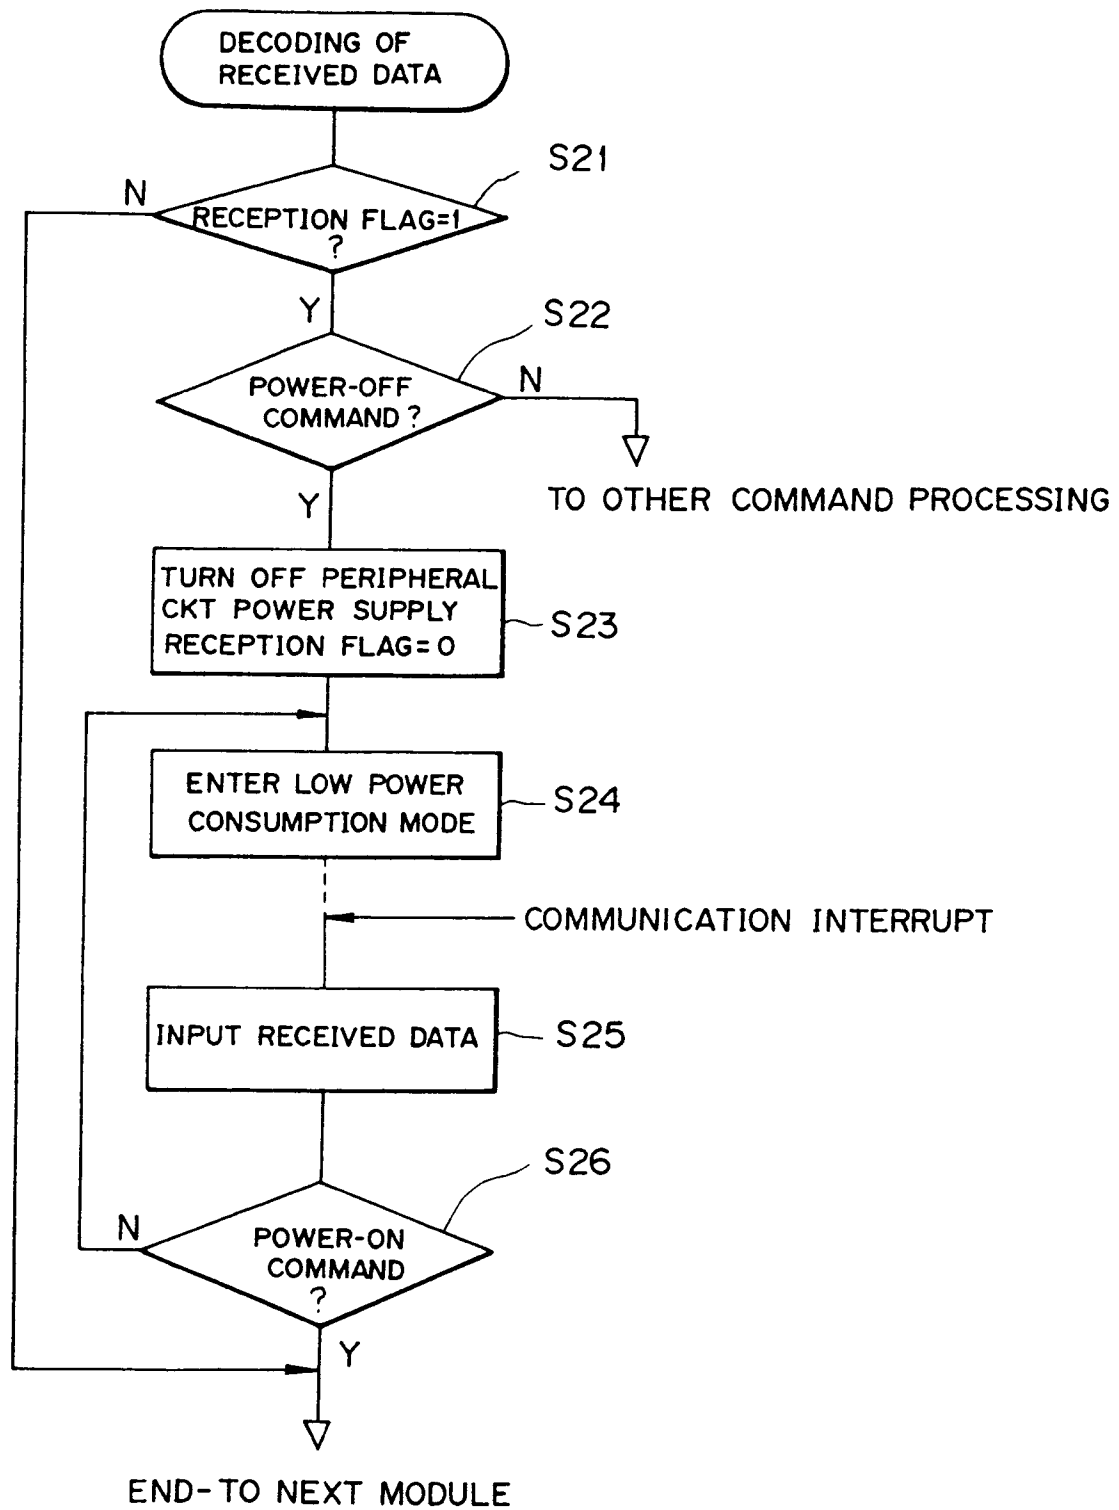 DECODING OF
RECEIVED DATA
S21
N
RECEPTION FLAG=1
?
Y
S22
POWER-OFF
COMMAND?
N
TO OTHER COMMAND PROCESSING
Y
TURN OFF PERIPHERAL
CKT POWER SUPPLY
RECEPTION FLAG=0
S23
ENTER LOW POWER
CONSUMPTION MODE
S24
COMMUNICATION INTERRUPT
INPUT RECEIVED DATA
S25
S26
N
POWER-ON
COMMAND
?
Y
END-TO NEXT MODULE